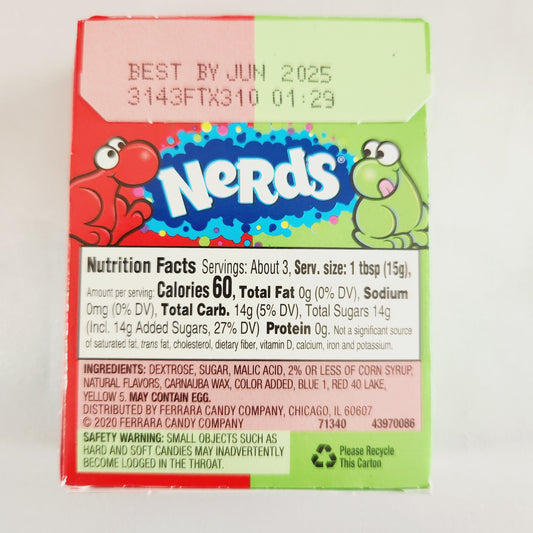 BEST BY JUN 2025
3143FTX310 01:29
NeRdS®
Nutrition Facts Servings: About 3, Serv. size: 1 tbsp (15g),
Amount per serving: Calories 60, Total Fat 0g (0% DV), Sodium
0mg (0% DV), Total Carb. 14g (5% DV), Total Sugars 14g
(Incl. 14g Added Sugars, 27% DV) Protein 0g. Not a significant source
of saturated fat, trans fat, cholesterol, dietary fiber, vitamin D, calcium, iron and potassium.
INGREDIENTS: DEXTROSE, SUGAR, MALIC ACID, 2% OR LESS OF CORN SYRUP,
NATURAL FLAVORS, CARNAUBA WAX, COLOR ADDED, BLUE 1, RED 40 LAKE,
YELLOW 5. MAY CONTAIN EGG.
DISTRIBUTED BY FERRARA CANDY COMPANY, CHICAGO, IL 60607
© 2020 FERRARA CANDY COMPANY 71340 43970086
SAFETY WARNING: SMALL OBJECTS SUCH AS
HARD AND SOFT CANDIES MAY INADVERTENTLY
BECOME LODGED IN THE THROAT.
Please Recycle
This Carton